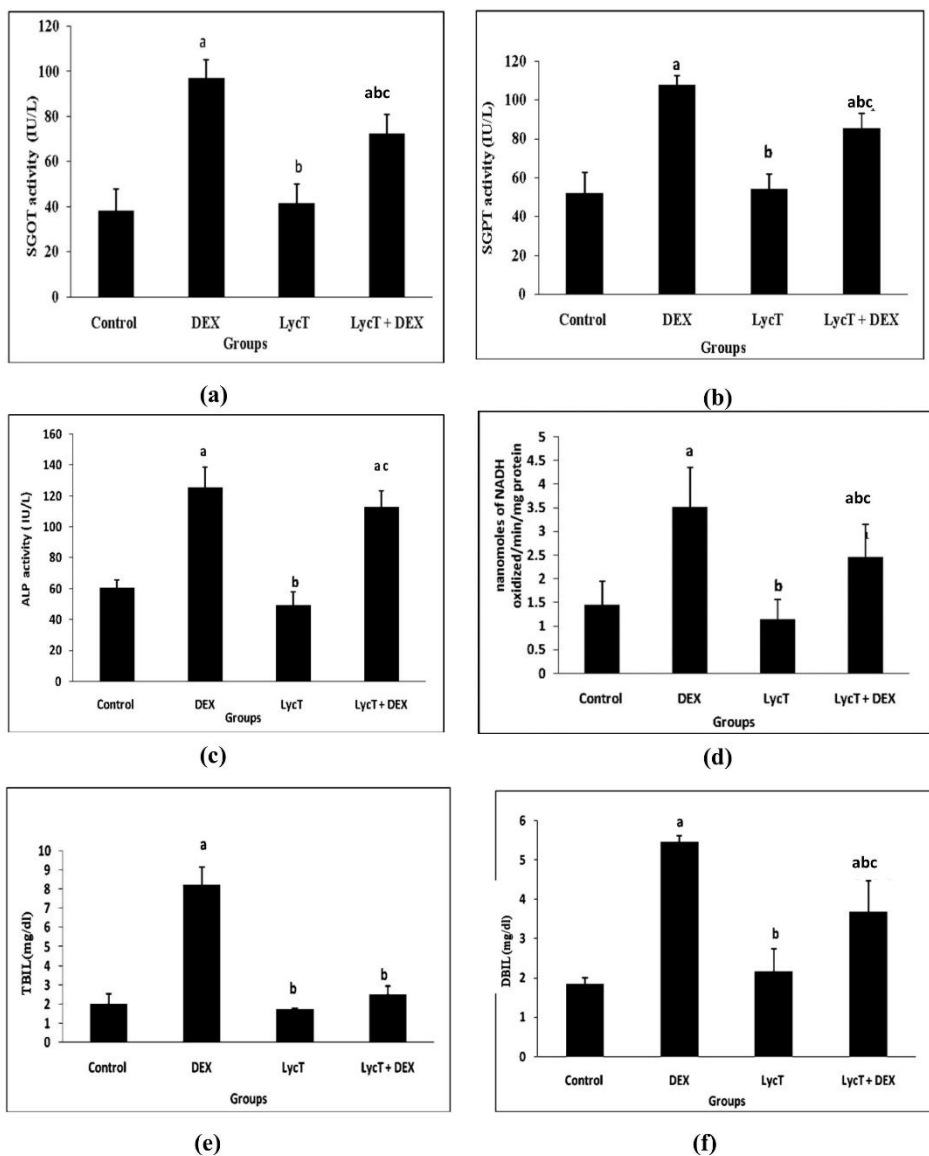 120
100
80
60
40
20
0
SGOT activity (IU/L)
a
b
abc
Control DEX LycT LycT + DEX
Groups
(a)
120
100
80
60
40
20
0
SGPT activity (IU/L)
a
b
abc
Control DEX LycT LycT + DEX
Groups
(b)
160
140
120
100
80
60
40
20
0
ALP activity ( IU/L)
a
b
a c
Control DEX LycT LycT + DEX
Groups
(c)
5
4.5
4
3.5
3
2.5
2
1.5
1
0.5
0
nanomoles of NADH
oxidized/min/mg protein
a
b
abc
Control DEX LycT LycT + DEX
Groups
(d)
10
9
8
7
6
5
4
3
2
1
0
TBIL(mg/dl)
a
b
b
Control DEX LycT LycT + DEX
Groups
(e)
6
5
4
3
2
1
0
DBIL(mg/dl)
a
b
abc
Control DEX LycT LycT + DEX
Groups
(f)